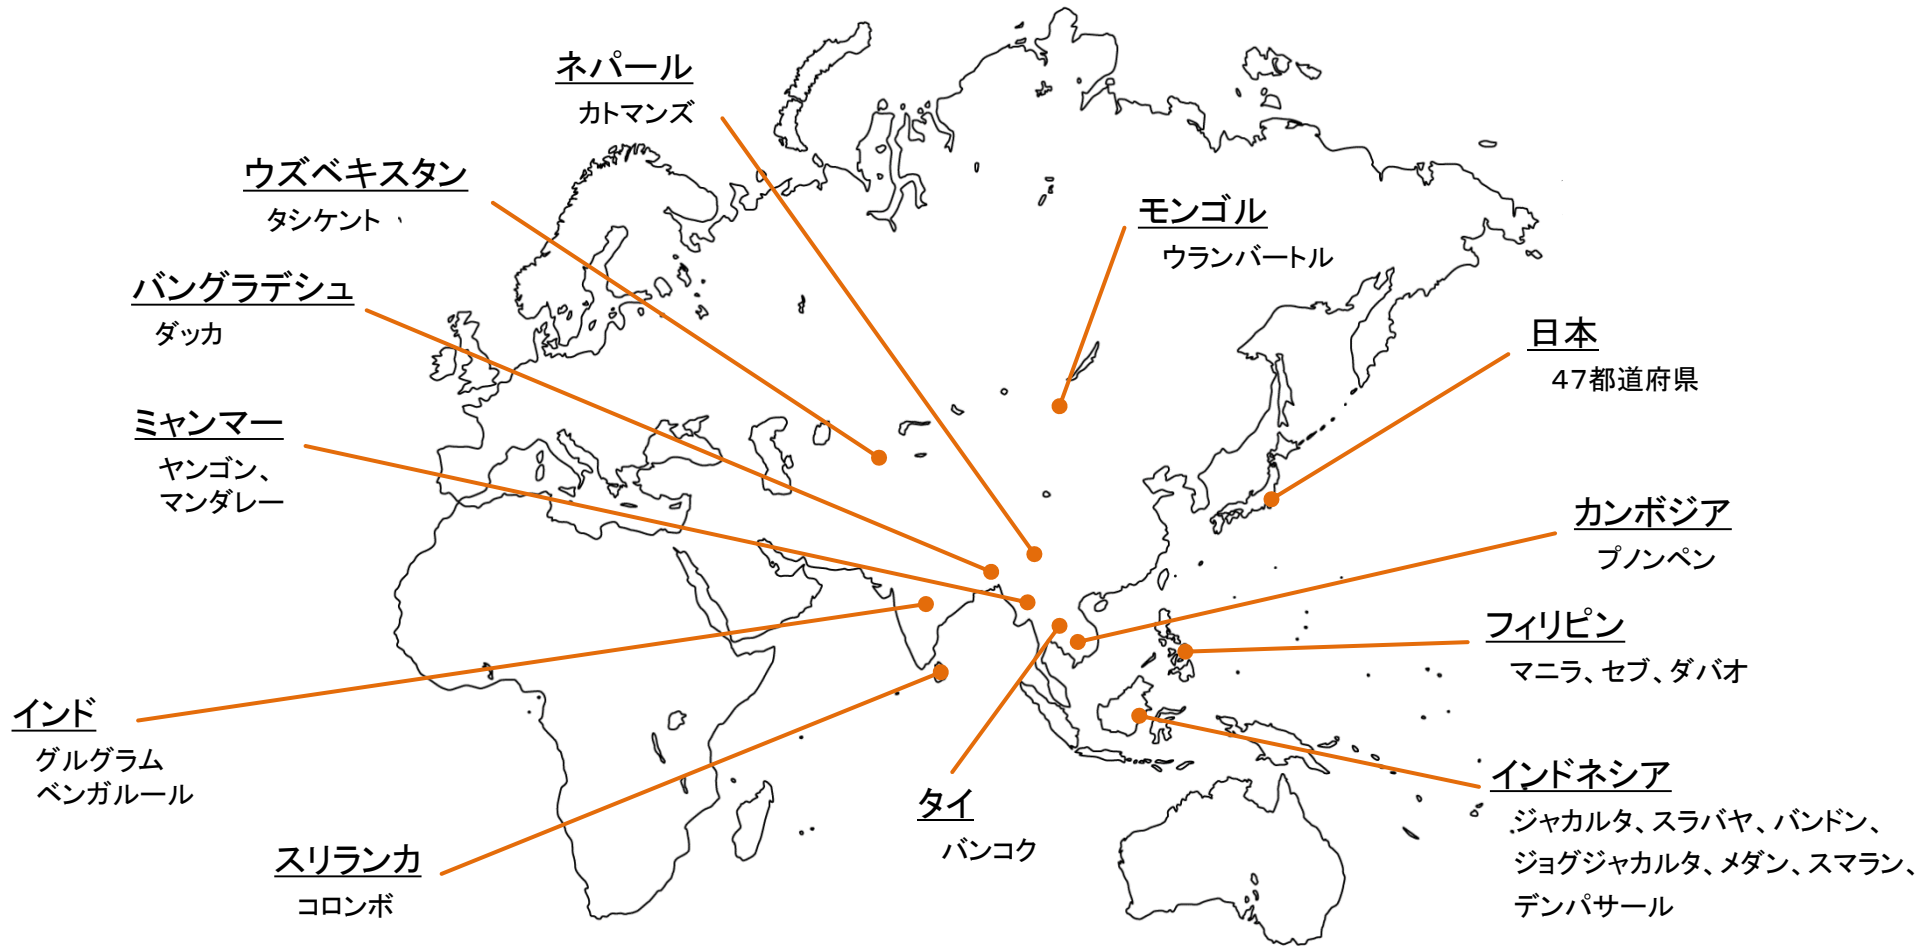 ネパール
カトマンズ
ウズベキスタン
タシケント
バングラデシュ
ダッカ
ミャンマー
ヤンゴン、
マンダレー
インド
グルグラム
ベンガルール
スリランカ
コロンボ
タイ
バンコク
モンゴル
ウランバートル
日本
４７都道府県
カンボジア
プノンペン
フィリピン
マニラ、セブ、ダバオ
インドネシア
ジャカルタ、スラバヤ、バンドン、
ジョグジャカルタ、メダン、スマラン、
デンパサール